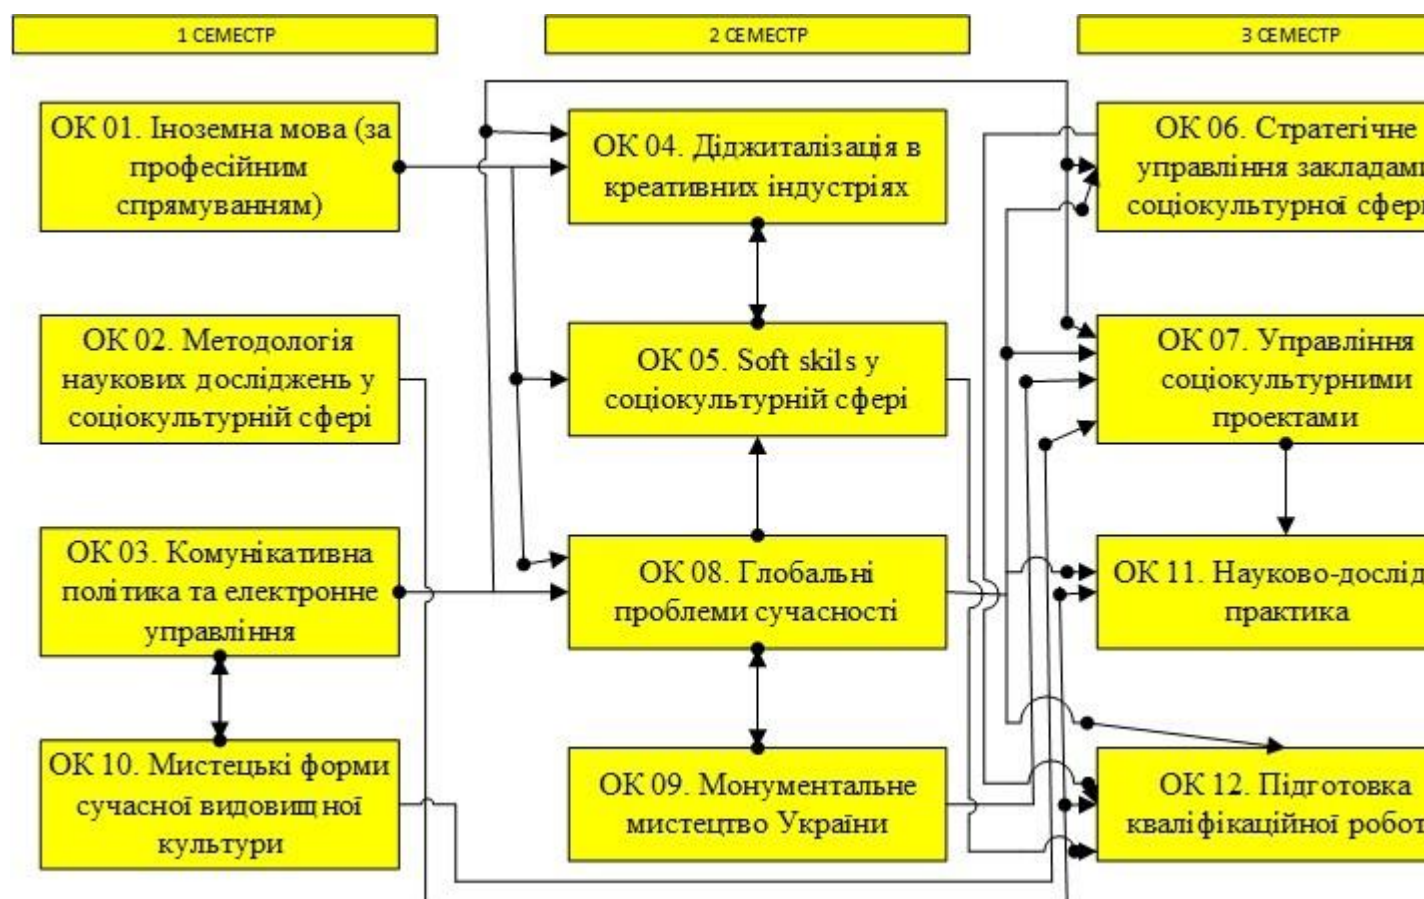 1 СЕМЕСТР
2 СЕМЕСТР
3 СЕМЕСТР
ОК 01. Іноземна мова (за
професійним
спрямуванням)
ОК 04. Діджиталізація в
креативних індустріях
ОК 06. Стратегічне
управління закладами
соціокультурної сфери
ОК 02. Методологія
наукових досліджень у
соціокультурній сфері
ОК 05. Soft skils у
соціокультурній сфері
ОК 07. Управління
соціокультурними
проектами
ОК 03. Комунікативна
політика та електронне
управління
ОК 08. Глобальні
проблеми сучасності
ОК 11. Науково-дослід
практика
ОК 10. Мистецькі форми
сучасної видовищної
культури
ОК 09. Монументальне
мистецтво України
ОК 12. Підготовка
кваліфікаційної робот